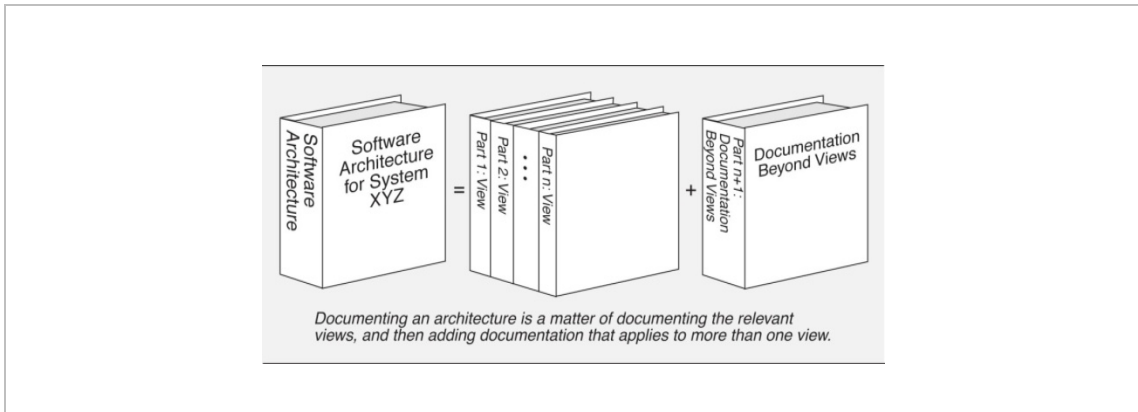 Software
Architecture
Software
Architecture
for System
XYZ
=
Part 1: View
Part 2: View
• • •
Part n: View
+
Part n+1:
Documentation
Beyond Views
Documentation
Beyond Views
Documenting an architecture is a matter of documenting the relevant
views, and then adding documentation that applies to more than one view.